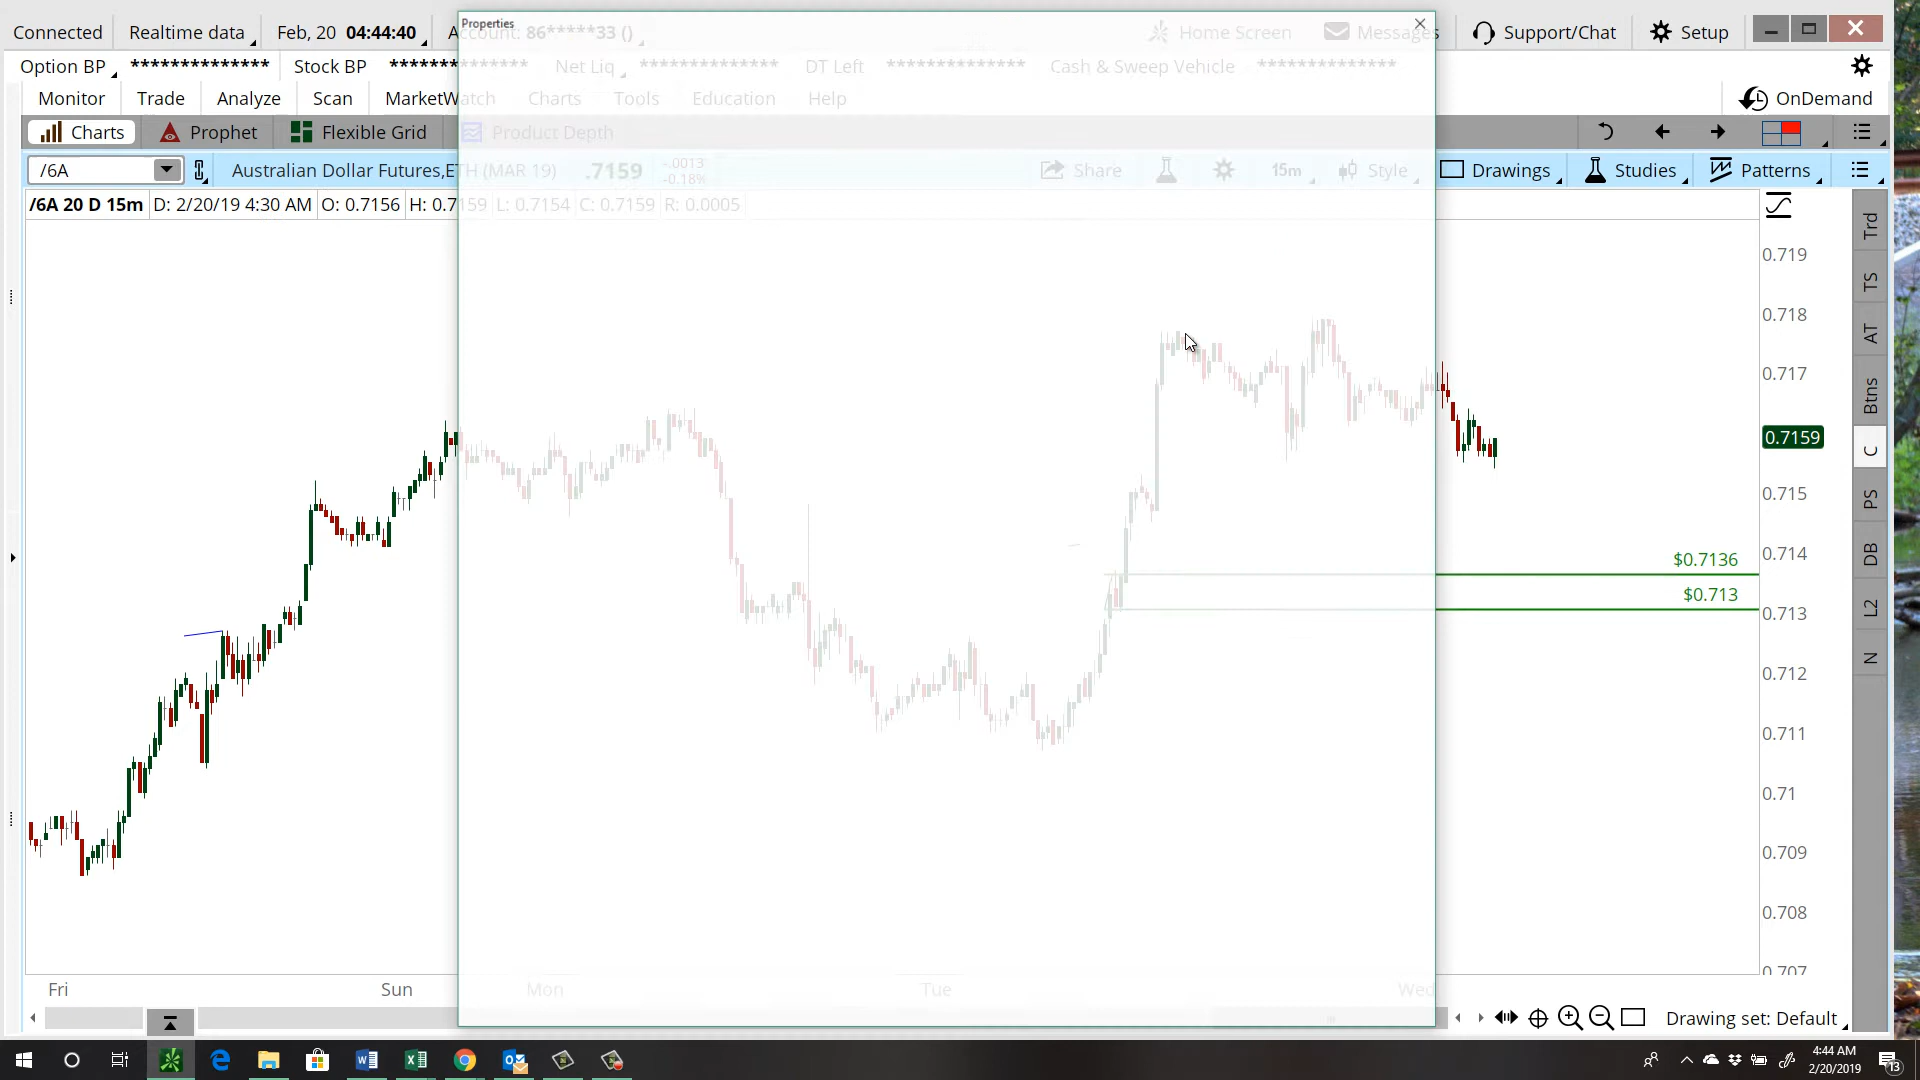 Connected Realtime data Feb, 20 04:44:40 Account: 86*****33 () Home Screen Messages Support/Chat Setup
Properties
Option BP ************** Stock BP ************** Net Liq ************** DT Left ************** Cash & Sweep Vehicle **************
Monitor Trade Analyze Scan MarketWatch Charts Tools Education Help OnDemand
Charts Prophet Flexible Grid Product Depth
/6A Australian Dollar Futures,ETH (MAR 19) .7159 -.0013 Share 15m Style Drawings Studies Patterns
-0.18%
/6A 20 D 15m D: 2/20/19 4:30 AM O: 0.7156 H: 0.7159 L: 0.7154 C: 0.7159 R: 0.0005
Trd
0.719
TS
0.718
AT
0.717
Btns
0.7159
C
0.715
PS
0.714
$0.7136
DB
$0.713
0.713
L2
N
0.712
0.711
0.71
0.709
0.708
0.707
Fri Sun Mon Tue Wed
Drawing set: Default
4:44 AM
2/20/2019
13